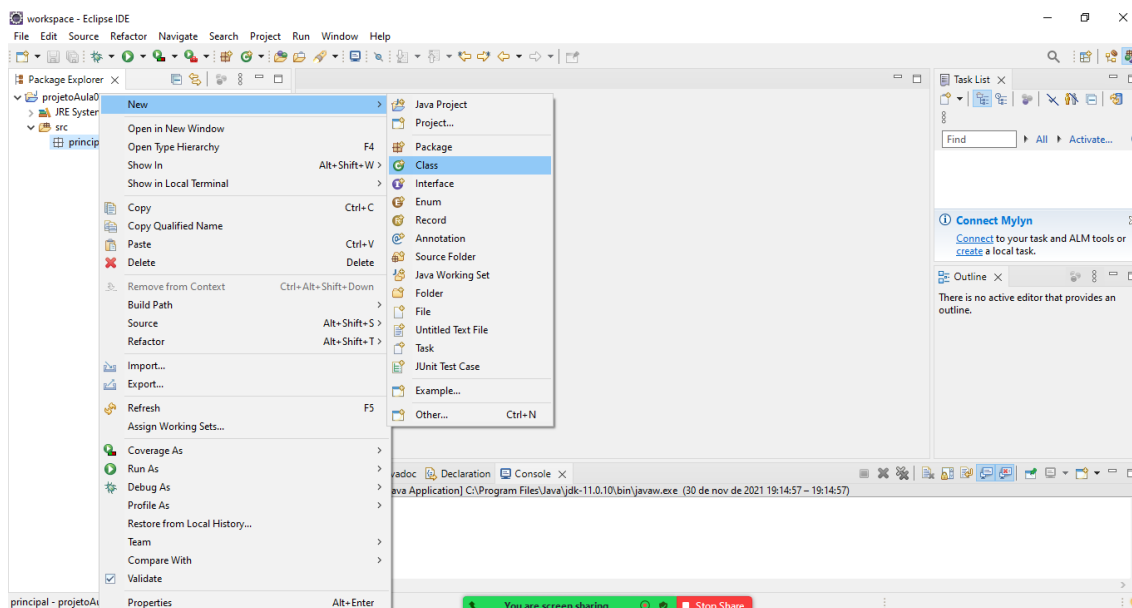 workspace - Eclipse IDE
File Edit Source Refactor Navigate Search Project Run Window Help
Package Explorer
projetoAula0
JRE System
src
princip
New
Open in New Window
Open Type Hierarchy F4
Show In Alt+Shift+W >
Show in Local Terminal
Copy Ctrl+C
Copy Qualified Name
Paste Ctrl+V
Delete Delete
Remove from Context Ctrl+Alt+Shift+Down
Build Path
Source Alt+Shift+S >
Refactor Alt+Shift+T >
Import...
Export...
Refresh F5
Assign Working Sets...
Coverage As
Run As
Debug As
Profile As
Restore from Local History...
Team
Compare With
Validate
Properties Alt+Enter
Java Project
Project...
Package
Class
Interface
Enum
Record
Annotation
Source Folder
Java Working Set
Folder
File
Untitled Text File
Task
JUnit Test Case
Example...
Other... Ctrl+N
Task List
Find All Activate...
Connect Mylyn
Connect to your task and ALM tools or
create a local task.
Outline
There is no active editor that provides an
outline.
vadoc Declaration Console
ava Application] C:\Program Files\Java\jdk-11.0.10\bin\javaw.exe (30 de nov de 2021 19:14:57 – 19:14:57)
principal - projetoAu
You are screen sharing Stop Share